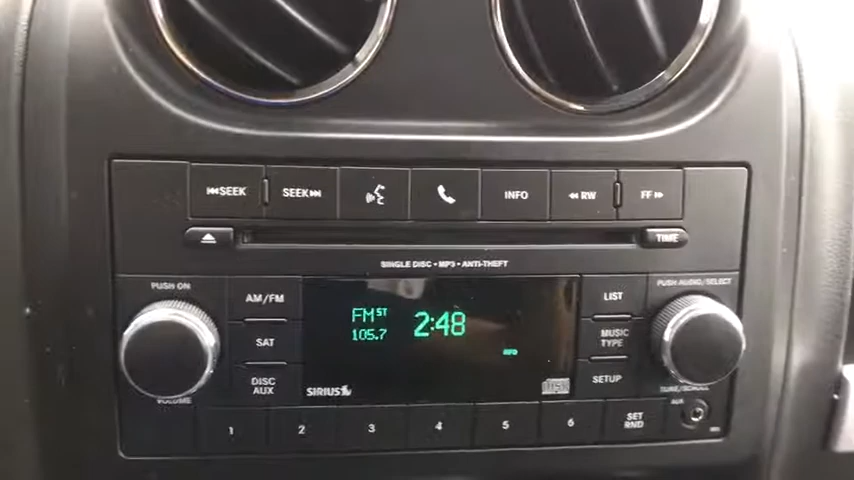 SEEK
SEEK
INFO
RW
FF
TIME
SINGLE DISC • MP3 • ANTI-THEFT
PUSH ON
PUSH AUDIO/SELECT
AM/FM
SAT
DISC
AUX
FM ST
105.7
2:48
INFO
LIST
MUSIC
TYPE
SETUP
SIRIUS
disc
VOLUME
TUNE/SCROLL
1
2
3
4
5
6
SET
RND
AUX